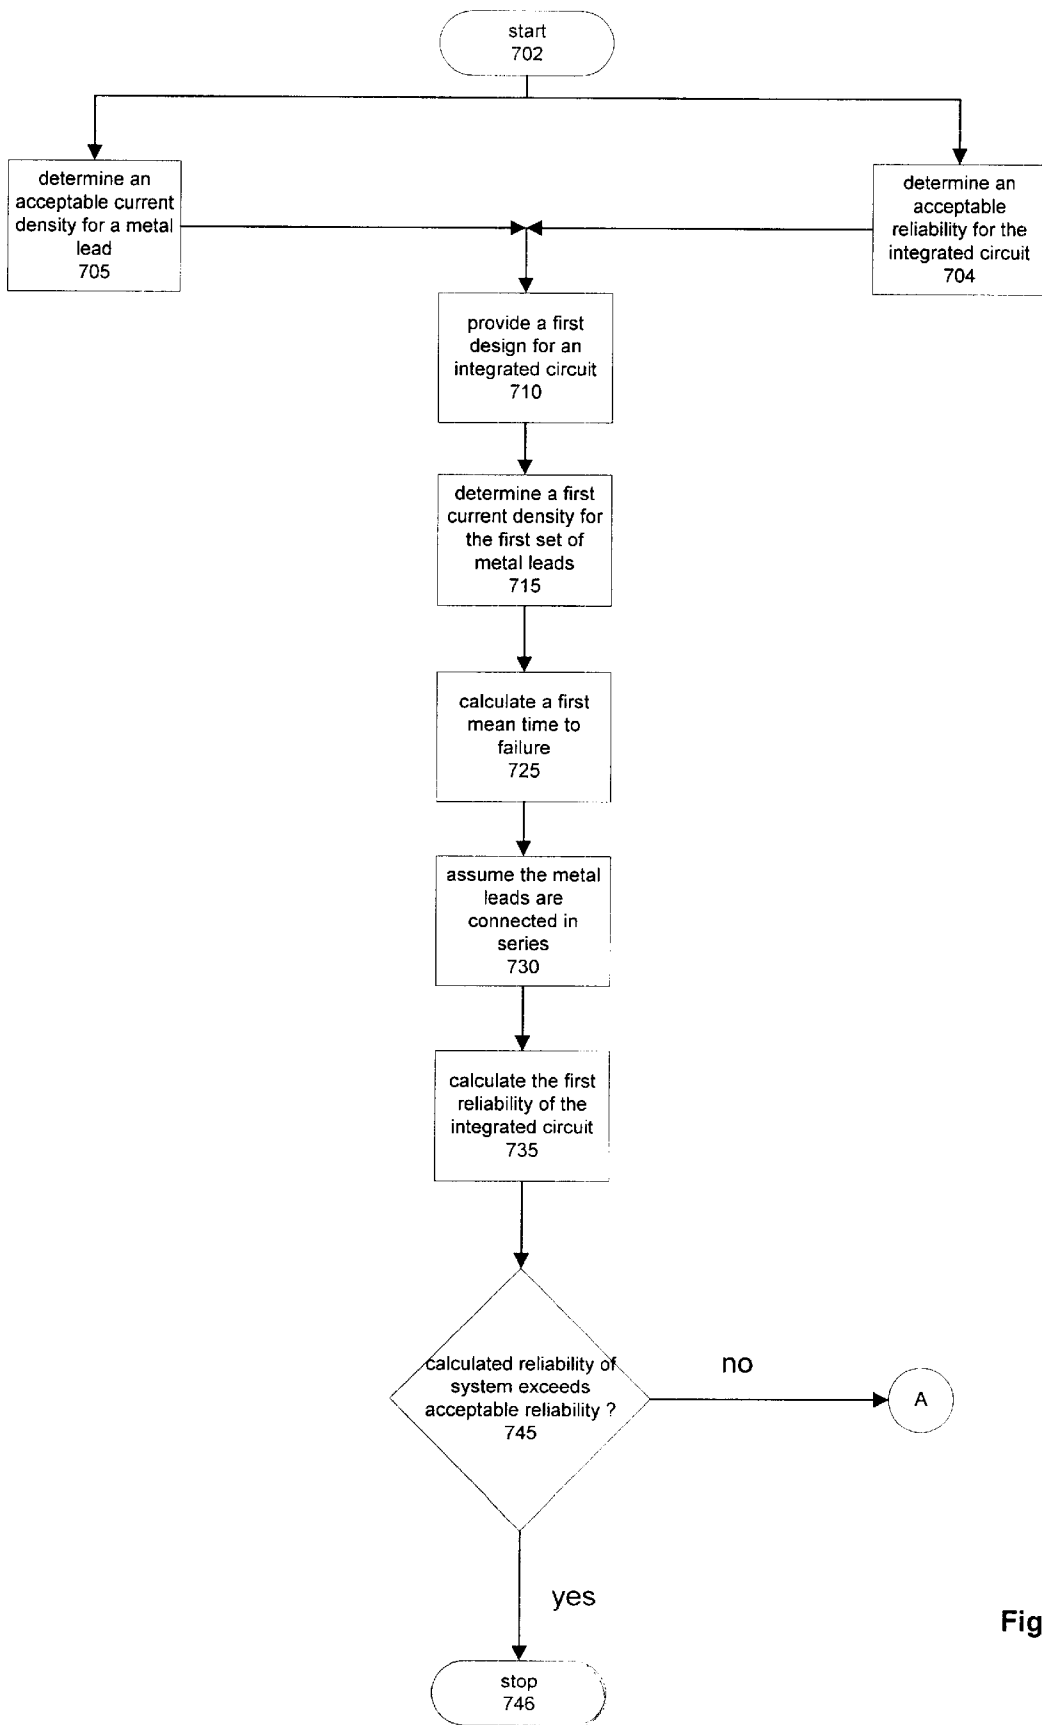 start
702
determine an
acceptable current
density for a metal
lead
705
determine an
acceptable
reliability for the
integrated circuit
704
provide a first
design for an
integrated circuit
710
determine a first
current density for
the first set of
metal leads
715
calculate a first
mean time to
failure
725
assume the metal
leads are
connected in
series
730
calculate the first
reliability of the
integrated circuit
735
calculated reliability of
system exceeds
acceptable reliability ?
745
no
A
yes
stop
746
Fig